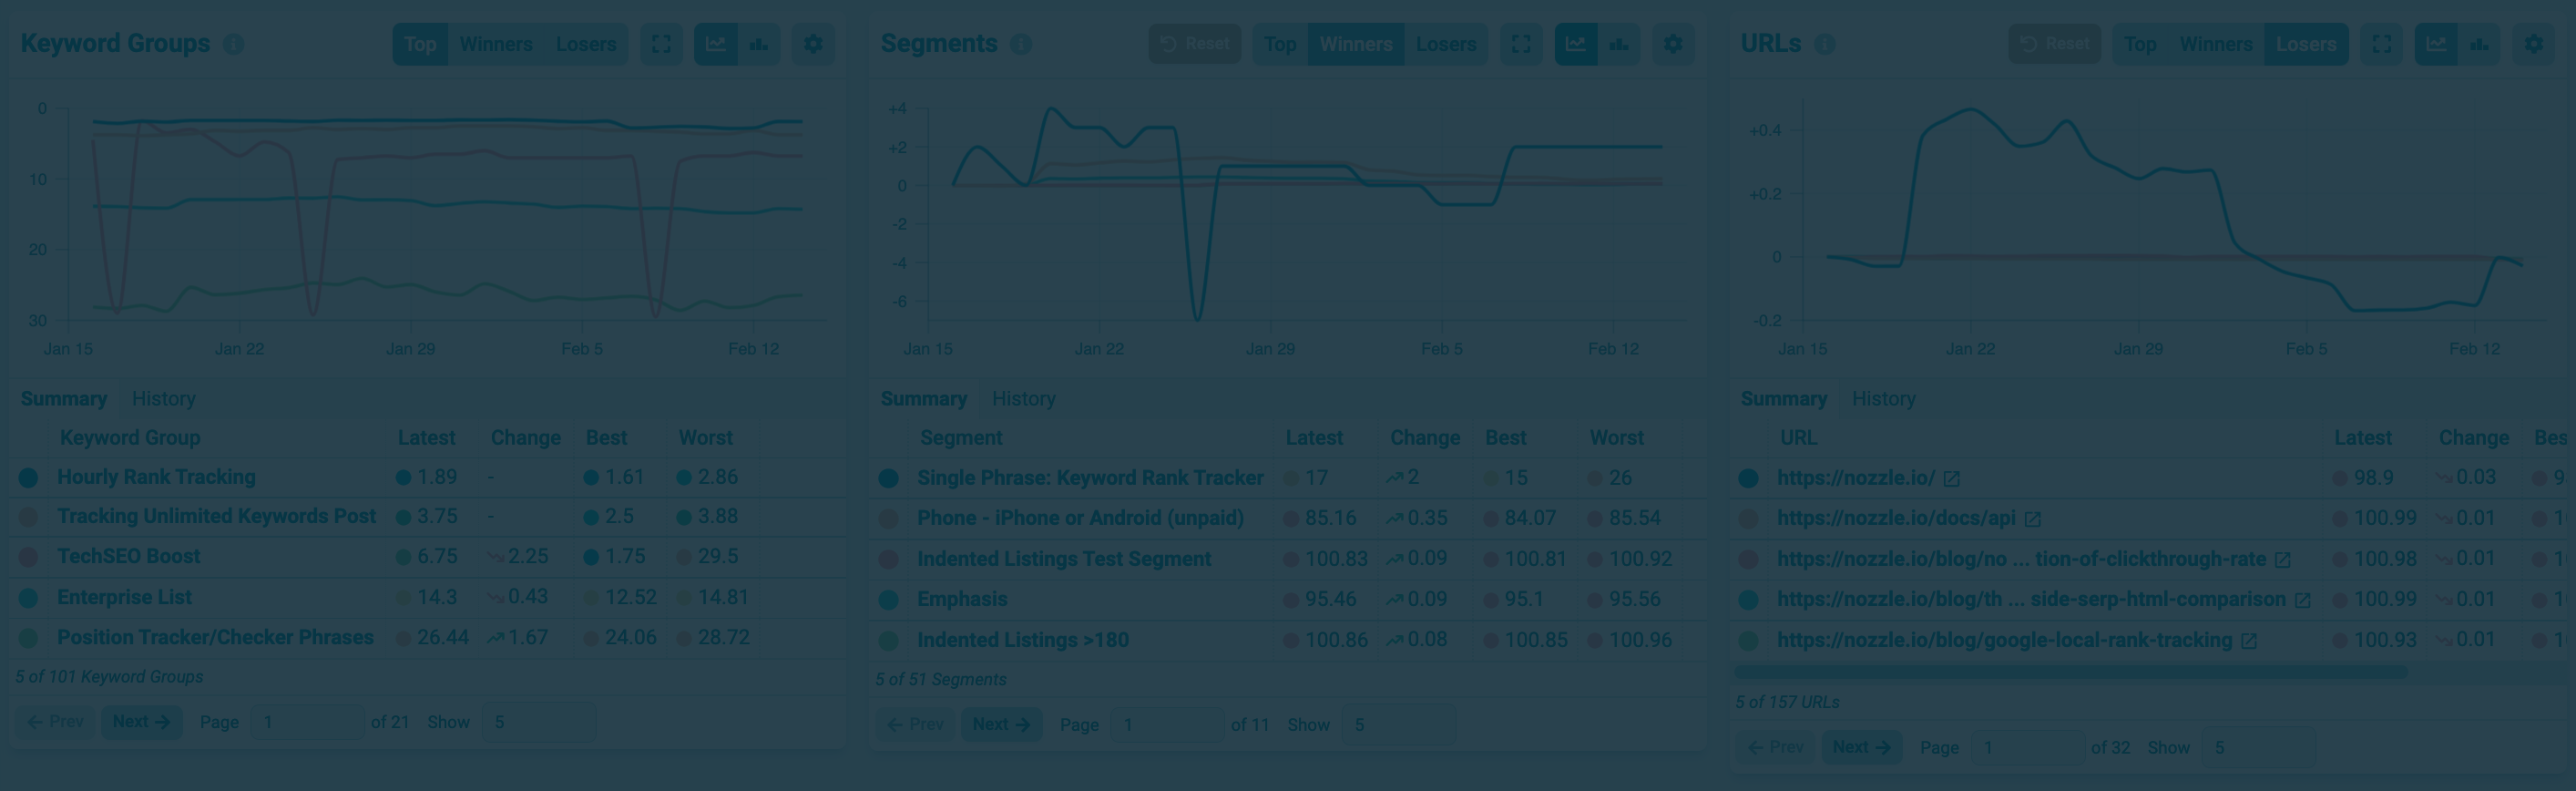 Keyword Groups
Top Winners Losers
0
10
20
30
Jan 15 Jan 22 Jan 29 Feb 5 Feb 12
Summary History
Keyword Group Latest Change Best Worst
Hourly Rank Tracking 1.89 - 1.61 2.86
Tracking Unlimited Keywords Post 3.75 - 2.5 3.88
TechSEO Boost 6.75 2.25 1.75 29.5
Enterprise List 14.3 0.43 12.52 14.81
Position Tracker/Checker Phrases 26.44 1.67 24.06 28.72
5 of 101 Keyword Groups
← Prev Next → Page 1 of 21 Show 5
Segments
Reset Top Winners Losers
+4
+2
0
-2
-4
-6
Jan 15 Jan 22 Jan 29 Feb 5 Feb 12
Summary History
Segment Latest Change Best Worst
Single Phrase: Keyword Rank Tracker 17 2 15 26
Phone - iPhone or Android (unpaid) 85.16 0.35 84.07 85.54
Indented Listings Test Segment 100.83 0.09 100.81 100.92
Emphasis 95.46 0.09 95.1 95.56
Indented Listings >180 100.86 0.08 100.85 100.96
5 of 51 Segments
← Prev Next → Page 1 of 11 Show 5
URLs
Reset Top Winners Losers
+0.4
+0.2
0
-0.2
Jan 15 Jan 22 Jan 29 Feb 5 Feb 12
Summary History
URL Latest Change Bes
https://nozzle.io/ 98.9 0.03 9
https://nozzle.io/docs/api 100.99 0.01 1
https://nozzle.io/blog/no ... tion-of-clickthrough-rate 100.98 0.01 1
https://nozzle.io/blog/th ... side-serp-html-comparison 100.99 0.01 1
https://nozzle.io/blog/google-local-rank-tracking 100.93 0.01 1
5 of 157 URLs
← Prev Next → Page 1 of 32 Show 5